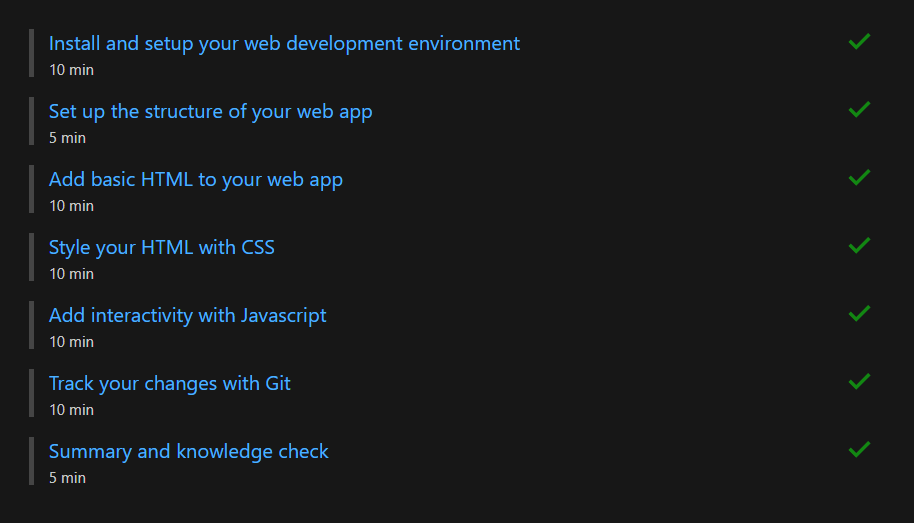 Install and setup your web development environment
10 min
Set up the structure of your web app
5 min
Add basic HTML to your web app
10 min
Style your HTML with CSS
10 min
Add interactivity with Javascript
10 min
Track your changes with Git
10 min
Summary and knowledge check
5 min